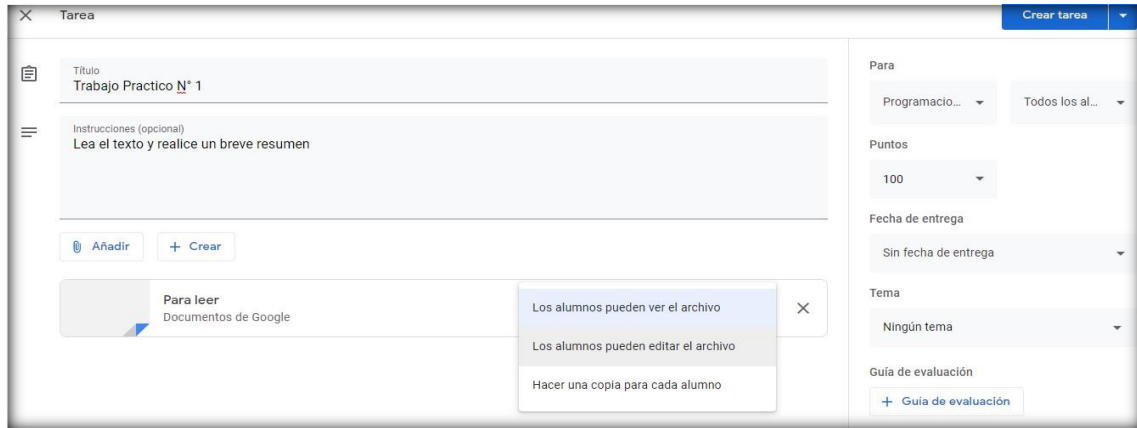 Tarea
Crear tarea
Título
Trabajo Practico N° 1
Instrucciones (opcional)
Lea el texto y realice un breve resumen
Añadir
+ Crear
Para leer
Documentos de Google
Los alumnos pueden ver el archivo
Los alumnos pueden editar el archivo
Hacer una copia para cada alumno
Para
Programacio...
Todos los al...
Puntos
100
Fecha de entrega
Sin fecha de entrega
Tema
Ningún tema
Guía de evaluación
+ Guía de evaluación